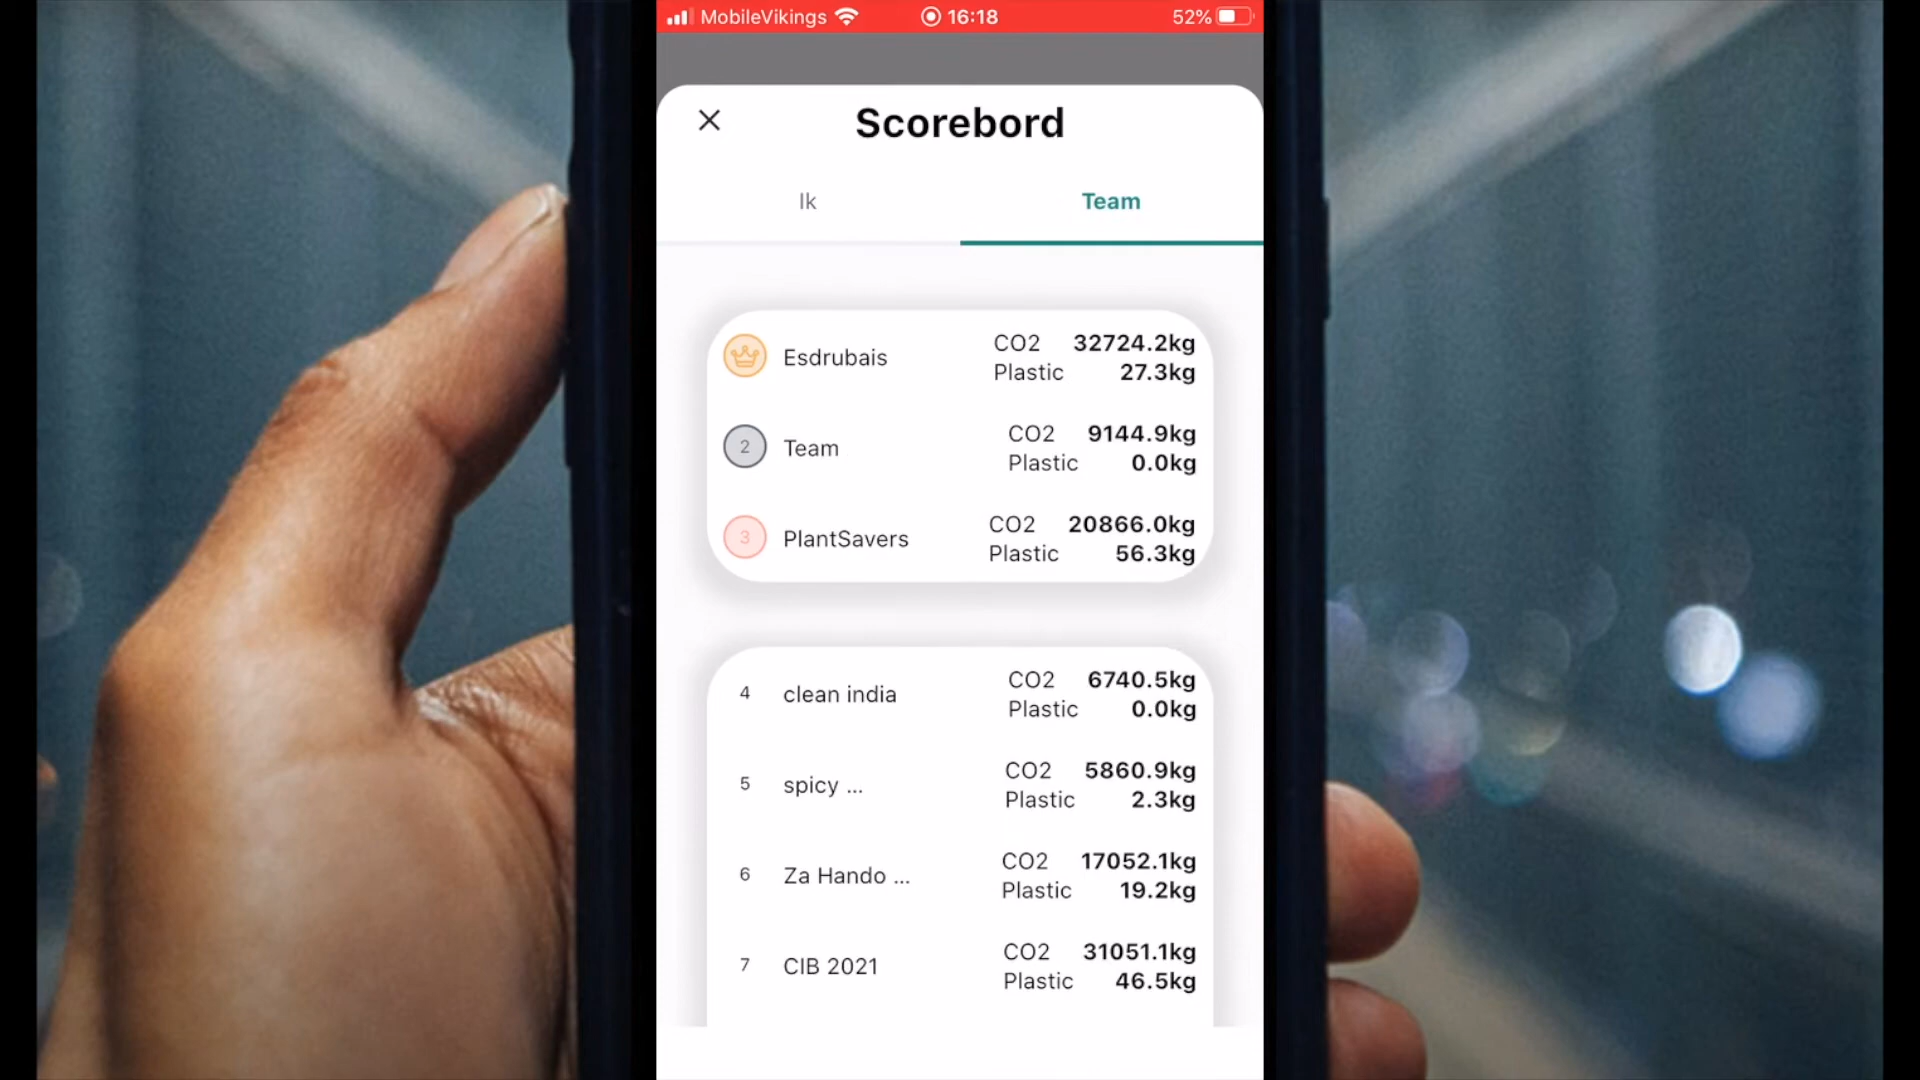 MobileVikings 16:18 52%
Scorebord
Ik Team
Esdrubais CO2 32724.2kg
Plastic 27.3kg
2 Team CO2 9144.9kg
Plastic 0.0kg
3 PlantSavers CO2 20866.0kg
Plastic 56.3kg
4 clean india CO2 6740.5kg
Plastic 0.0kg
5 spicy ... CO2 5860.9kg
Plastic 2.3kg
6 Za Hando ... CO2 17052.1kg
Plastic 19.2kg
7 CIB 2021 CO2 31051.1kg
Plastic 46.5kg